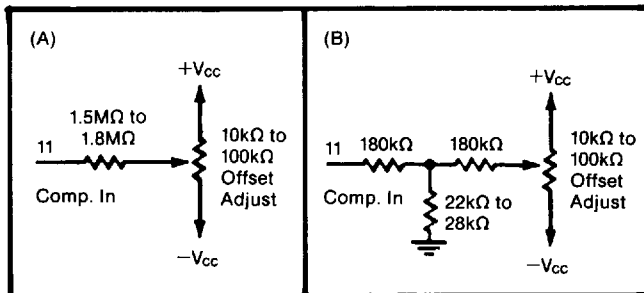 (A)
+VCC
1.5MΩ to
1.8MΩ
11
Comp. In
10kΩ to
100kΩ
Offset
Adjust
−VCC
(B)
+VCC
11
180kΩ
180kΩ
Comp. In
22kΩ to
28kΩ
10kΩ to
100kΩ
Offset
Adjust
−VCC